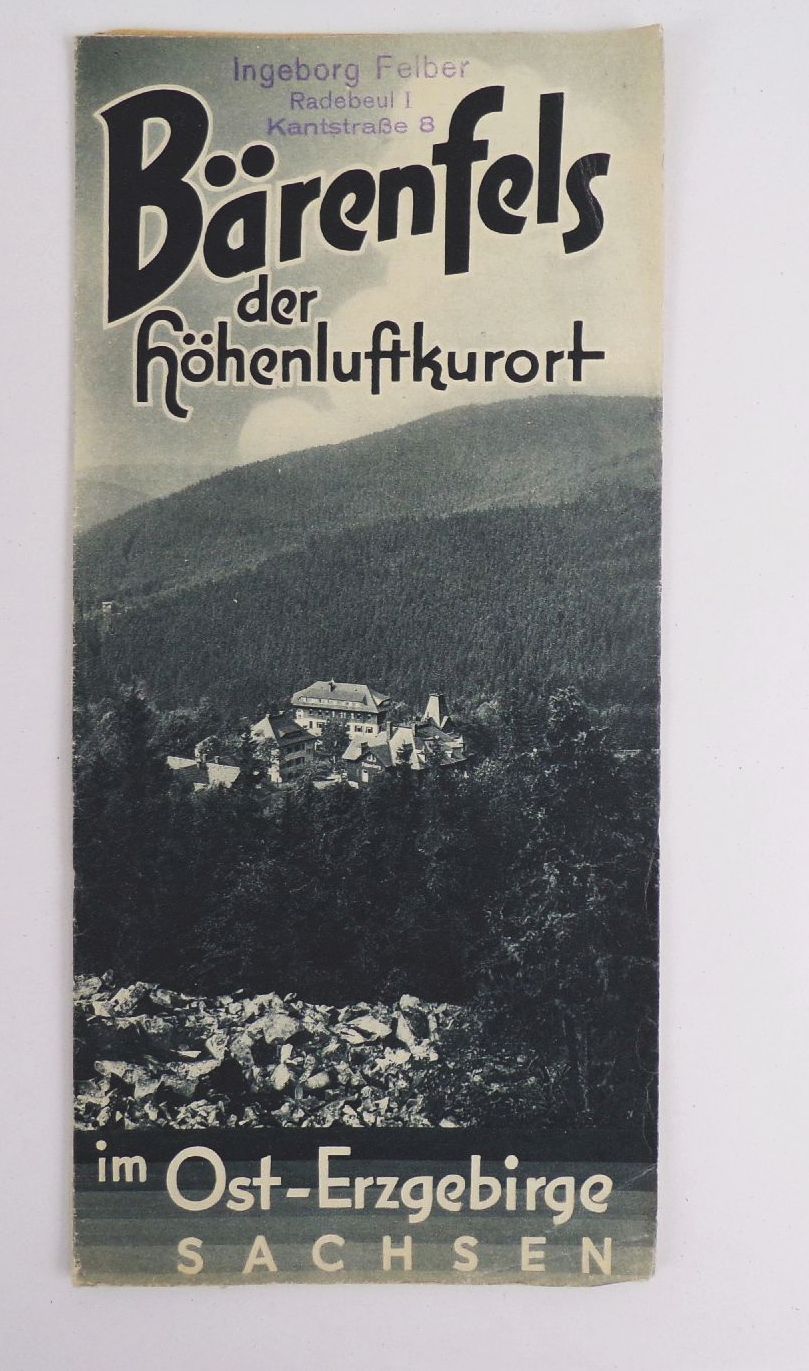 Ingeborg Felber
Radebeul I
Kantstraße 8
Bärenfels
der
Höhenluftkurort
im Ost-Erzgebirge
SACHSEN